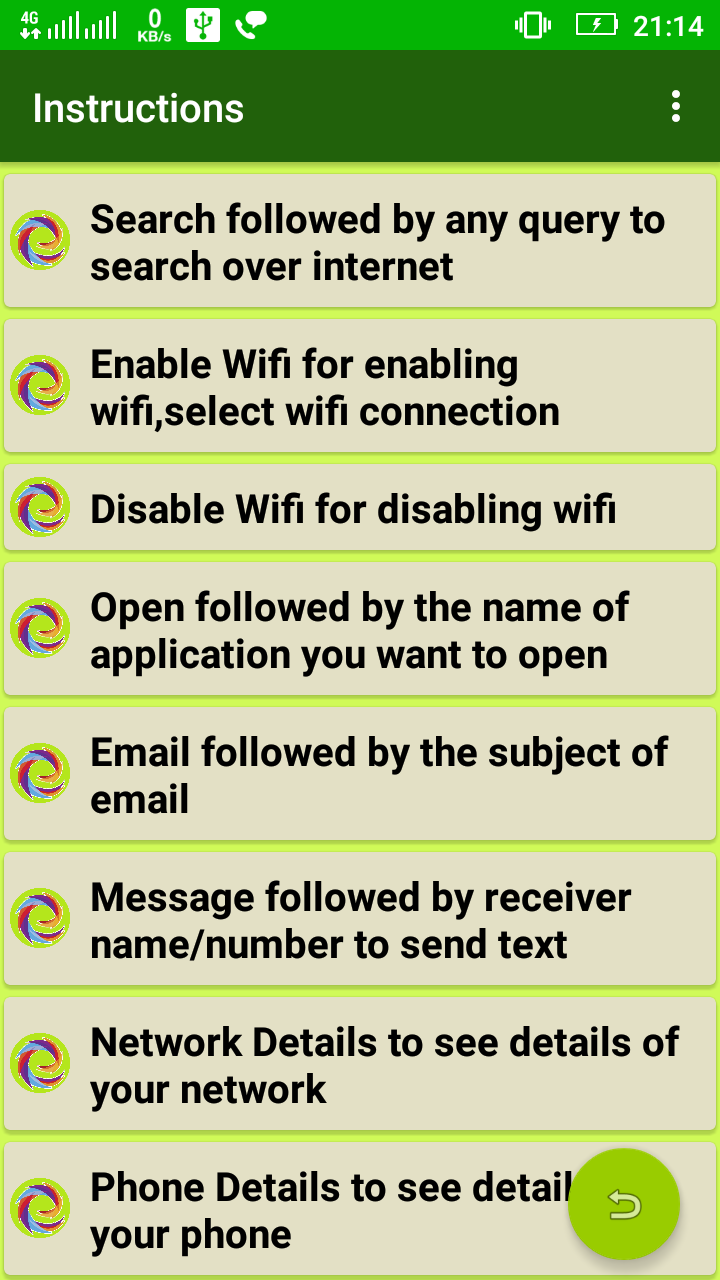 4G 0 KB/s 21:14
Instructions
Search followed by any query to
search over internet
Enable Wifi for enabling
wifi,select wifi connection
Disable Wifi for disabling wifi
Open followed by the name of
application you want to open
Email followed by the subject of
email
Message followed by receiver
name/number to send text
Network Details to see details of
your network
Phone Details to see detail
your phone